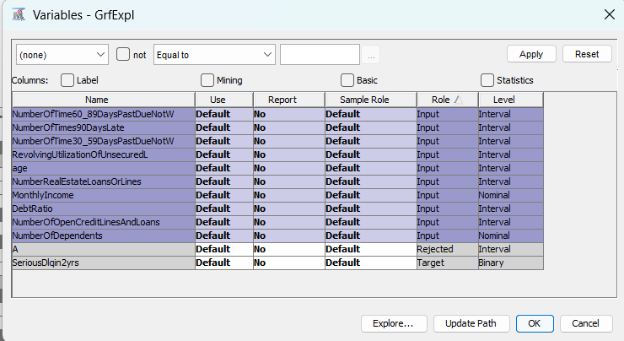 Variables - GrfExpl
(none) not Equal to ... Apply Reset
Columns: Label Mining Basic Statistics
Name Use Report Sample Role Role / Level
NumberOfTime60_89DaysPastDueNotW Default No Default Input Interval
NumberOfTimes90DaysLate Default No Default Input Interval
NumberOfTime30_59DaysPastDueNotW Default No Default Input Interval
RevolvingUtilizationOfUnsecuredL Default No Default Input Interval
age Default No Default Input Interval
NumberRealEstateLoansOrLines Default No Default Input Interval
MonthlyIncome Default No Default Input Nominal
DebtRatio Default No Default Input Interval
NumberOfOpenCreditLinesAndLoans Default No Default Input Interval
NumberOfDependents Default No Default Input Nominal
A Default No Default Rejected Interval
SeriousDlqin2yrs Default No Default Target Binary
Explore... Update Path OK Cancel